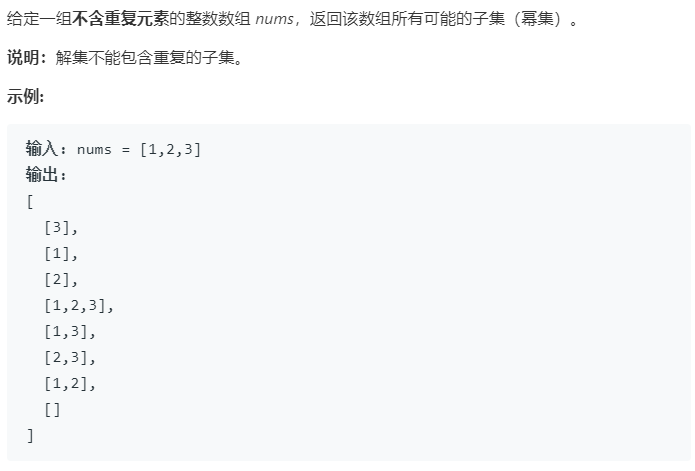 给定一组不含重复元素的整数数组 nums，返回该数组所有可能的子集（幂集）。
说明：解集不能包含重复的子集。
示例:
输入：nums = [1,2,3]
输出：
[
  [3],
  [1],
  [2],
  [1,2,3],
  [1,3],
  [2,3],
  [1,2],
  []
]